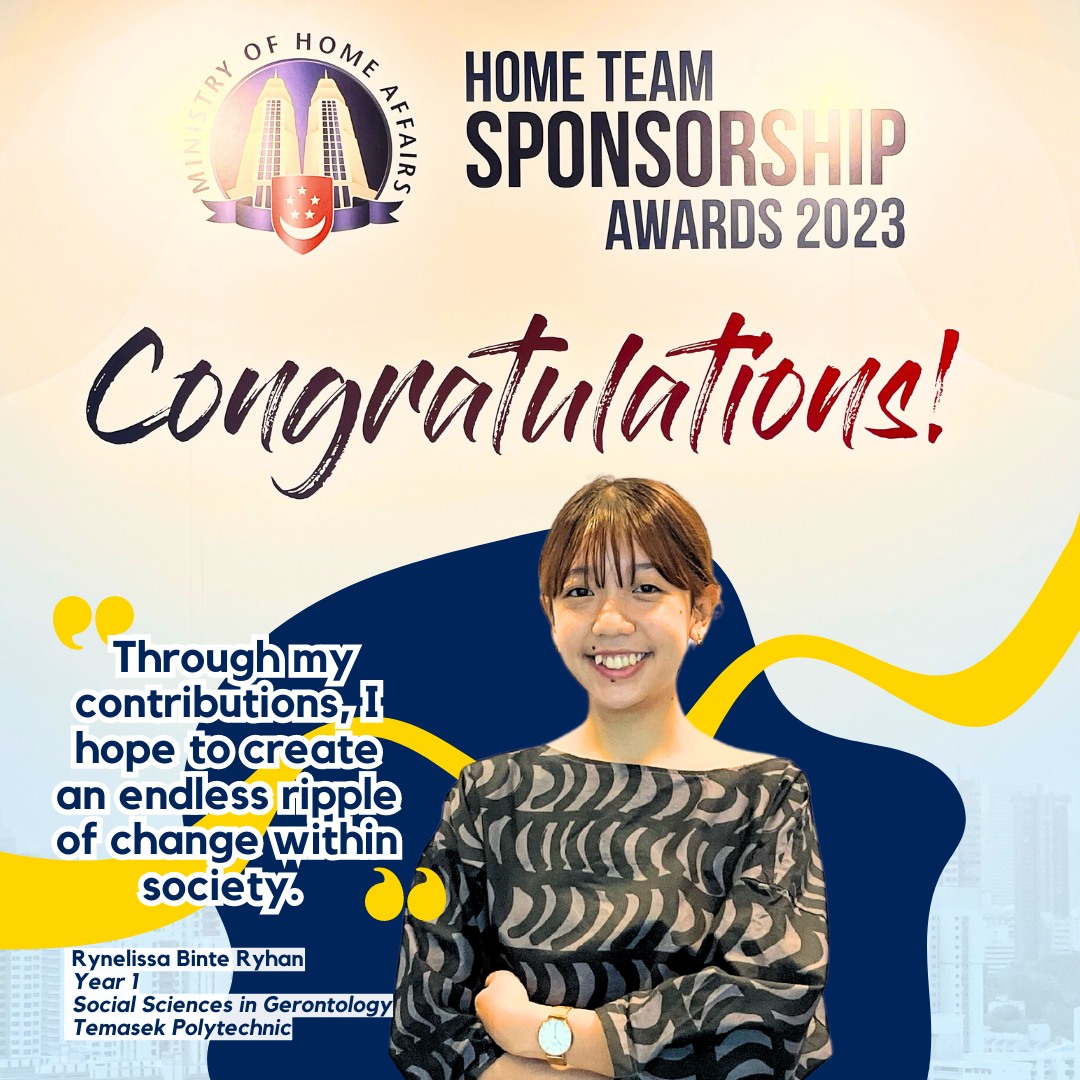 MINISTRY OF HOME AFFAIRS
HOME TEAM
SPONSORSHIP
AWARDS 2023
Congratulations!
Through my
contributions, I
hope to create
an endless ripple
of change within
society.
Rynelissa Binte Ryhan
Year 1
Social Sciences in Gerontology
Temasek Polytechnic